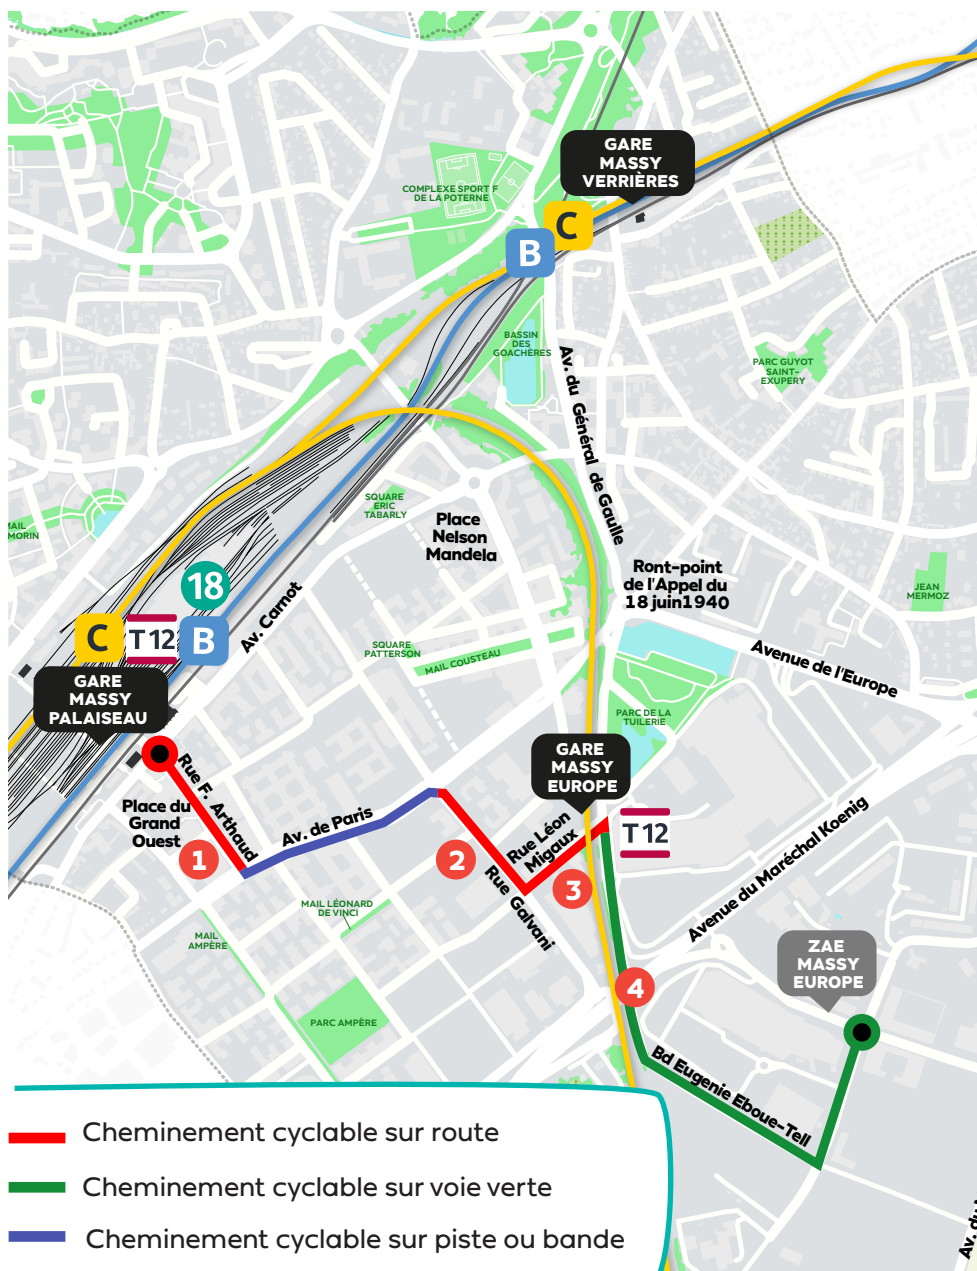 GARE
MASSY
VERRIÈRES
COMPLEXE SPORTIF
DE LA POTERNE
C
B
BASSIN
DES
GOACHÈRES
Av. du Général de Gaulle
PARC GUYOT
SAINT-
EXUPERY
MAIL
MORIN
SQUARE
ERIC
TABARLY
Place
Nelson
Mandela
Ront-point
de l'Appel du
18 juin1940
JEAN
MERMOZ
18
C
T12
B
Av. Carnot
SQUARE
PATTERSON
MAIL COUSTEAU
Avenue de l'Europe
GARE
MASSY
PALAISEAU
PARC DE LA
TUILERIE
GARE
MASSY
EUROPE
Rue F. Arthaud
Place du
Grand
Ouest
1
Av. de Paris
2
Rue Léon
Migaux
T12
3
Rue Galvani
Avenue du Maréchal Koenig
MAIL LÉONARD
DE VINCI
MAIL
AMPÈRE
ZAE
MASSY
EUROPE
4
PARC AMPÈRE
Bd Eugenie Eboue-Tell
Cheminement cyclable sur route
Cheminement cyclable sur voie verte
Cheminement cyclable sur piste ou bande
Av. du